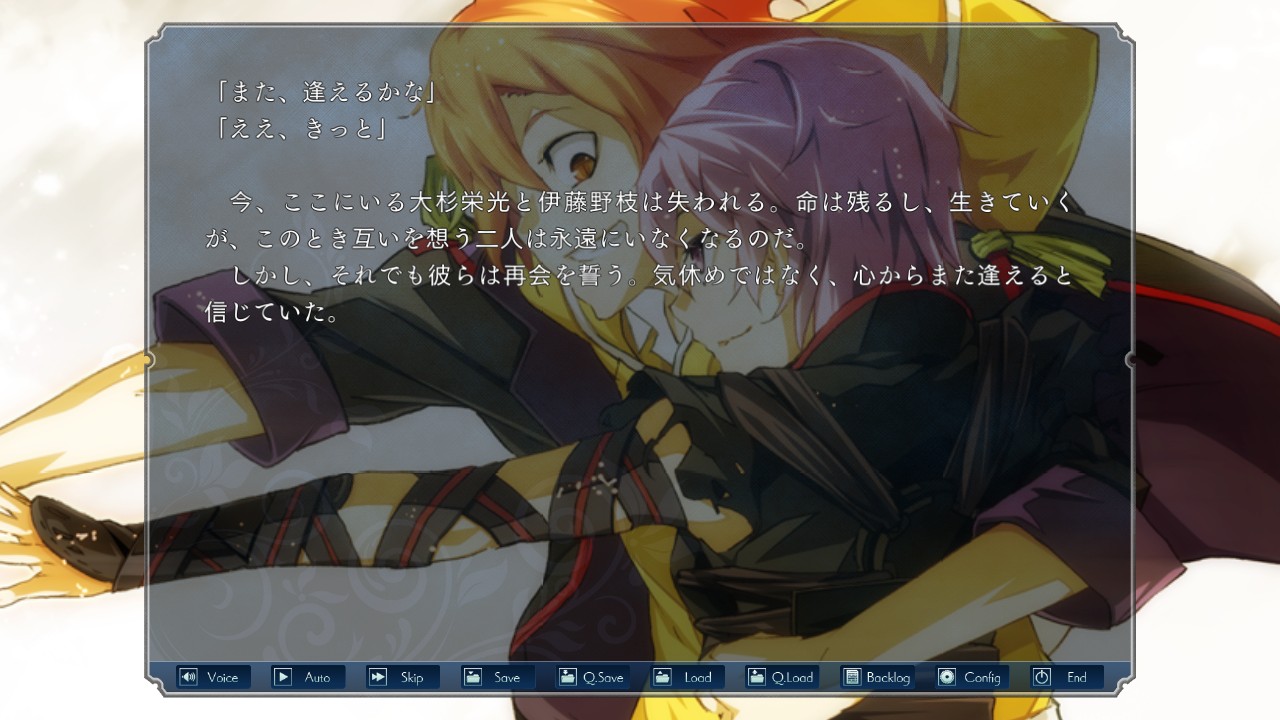 「また、逢えるかな」
「ええ、きっと」
　今、ここにいる大杉栄光と伊藤野枝は失われる。命は残るし、生きていく
が、このとき互いを想う二人は永遠にいなくなるのだ。
　しかし、それでも彼らは再会を誓う。気休めではなく、心からまた逢えると
信じていた。
Voice Auto Skip Save Q.Save Load Q.Load Backlog Config End